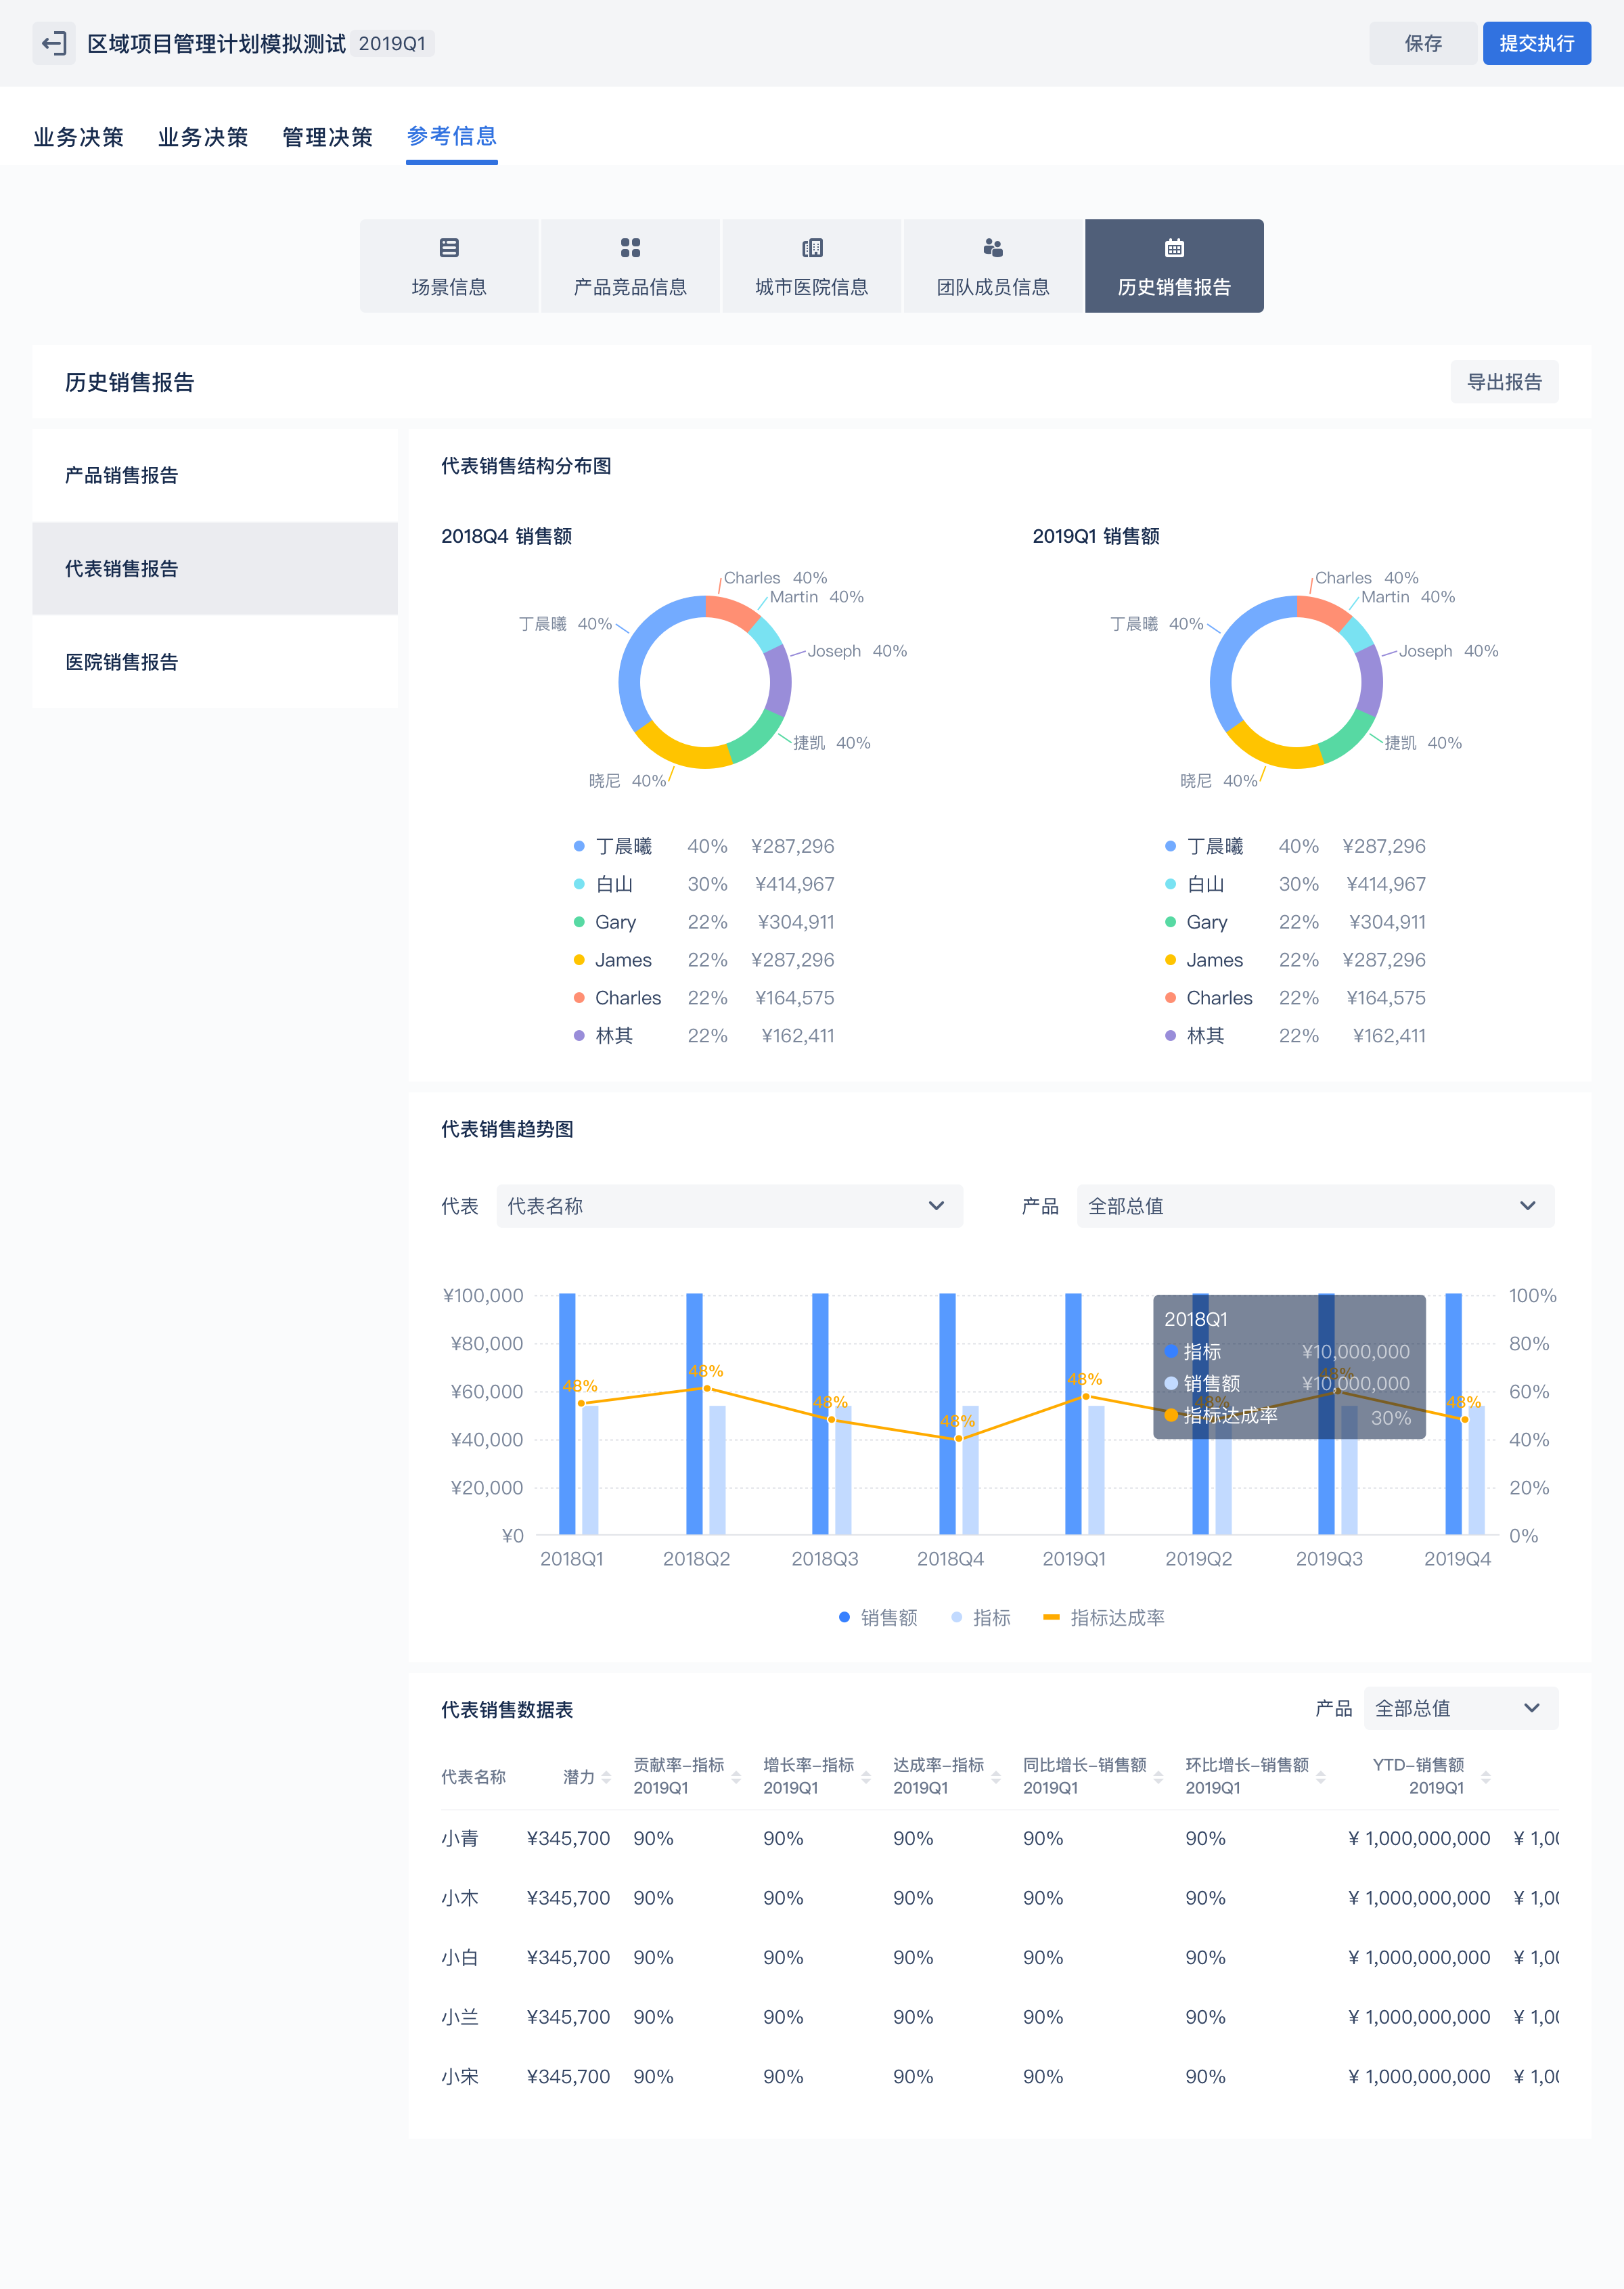 区域项目管理计划模拟测试 2019Q1
保存 提交执行
业务决策 业务决策 管理决策 参考信息
场景信息 产品竞品信息 城市医院信息 团队成员信息 历史销售报告
历史销售报告 导出报告
产品销售报告
代表销售报告
医院销售报告
代表销售结构分布图
2018Q4 销售额
Charles 40%
Martin 40%
丁晨曦 40%
Joseph 40%
捷凯 40%
晓尼 40%
丁晨曦 40% ¥287,296
白山 30% ¥414,967
Gary 22% ¥304,911
James 22% ¥287,296
Charles 22% ¥164,575
林其 22% ¥162,411
2019Q1 销售额
Charles 40%
Martin 40%
丁晨曦 40%
Joseph 40%
捷凯 40%
晓尼 40%
丁晨曦 40% ¥287,296
白山 30% ¥414,967
Gary 22% ¥304,911
James 22% ¥287,296
Charles 22% ¥164,575
林其 22% ¥162,411
代表销售趋势图
代表 代表名称 产品 全部总值
¥100,000 100%
¥80,000 80%
¥60,000 60%
¥40,000 40%
¥20,000 20%
¥0 0%
48% 48% 48% 48% 48% 48% 48% 48%
2018Q1
指标 ¥10,000,000
销售额 ¥10,000,000
指标达成率 30%
2018Q1 2018Q2 2018Q3 2018Q4 2019Q1 2019Q2 2019Q3 2019Q4
销售额 指标 指标达成率
代表销售数据表 产品 全部总值
代表名称 潜力 贡献率-指标 增长率-指标 达成率-指标 同比增长-销售额 环比增长-销售额 YTD-销售额
2019Q1 2019Q1 2019Q1 2019Q1 2019Q1 2019Q1
小青 ¥345,700 90% 90% 90% 90% 90% ¥ 1,000,000,000 ¥ 1,00
小木 ¥345,700 90% 90% 90% 90% 90% ¥ 1,000,000,000 ¥ 1,00
小白 ¥345,700 90% 90% 90% 90% 90% ¥ 1,000,000,000 ¥ 1,00
小兰 ¥345,700 90% 90% 90% 90% 90% ¥ 1,000,000,000 ¥ 1,00
小宋 ¥345,700 90% 90% 90% 90% 90% ¥ 1,000,000,000 ¥ 1,00